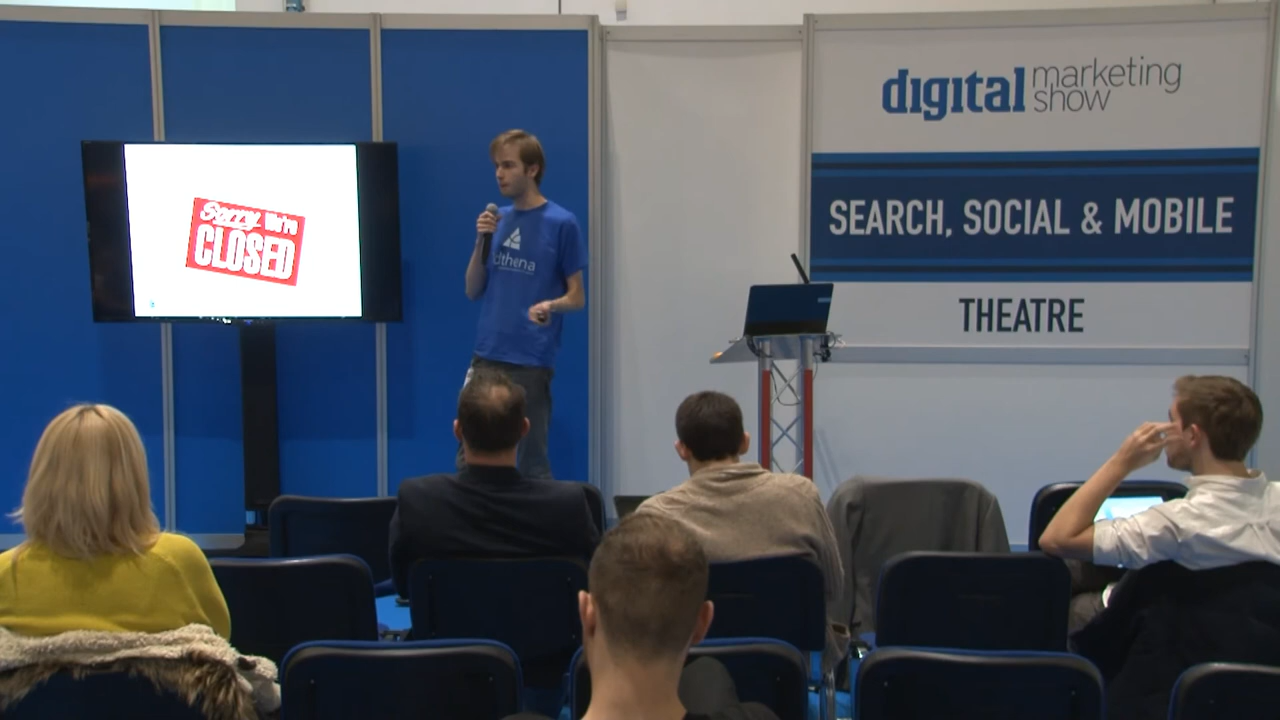 Sorry, We're
CLOSED
adthena
digital marketing
show
SEARCH, SOCIAL & MOBILE
THEATRE